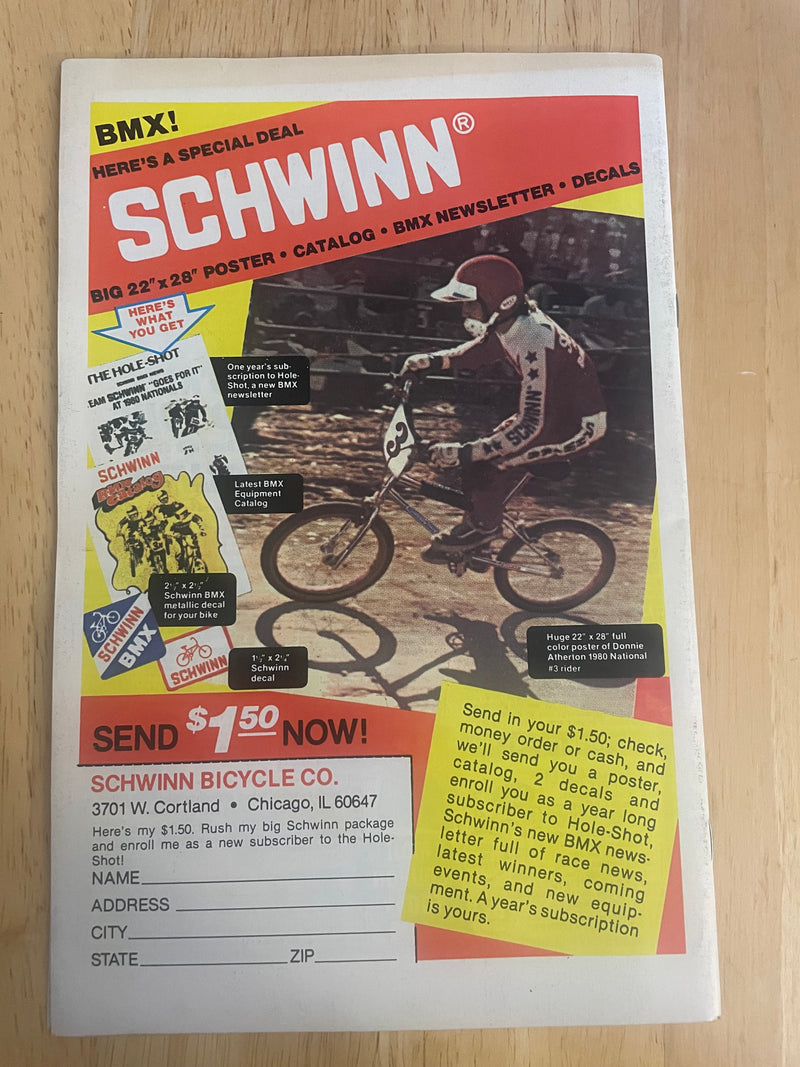 BMX!
HERE'S A SPECIAL DEAL
SCHWINN®
BIG 22" x 28" POSTER • CATALOG • BMX NEWSLETTER • DECALS
HERE'S
WHAT
YOU GET
THE HOLE-SHOT
SCHWINN BMX NEWS
EAM SCHWINN "GOES FOR IT"
AT 1980 NATIONALS
One year's sub-
scription to Hole-
Shot, a new BMX
newsletter
SCHWINN
BMX
Catalog
Latest BMX
Equipment
Catalog
2½" x 2½"
Schwinn BMX
metallic decal
for your bike
SCHWINN
BMX
SCHWINN
Schwinn
decal
3
SCHWINN
Huge 22" x 28" full
color poster of Donnie
Atherton 1980 National
#3 rider
SEND $1.50 NOW!
SCHWINN BICYCLE CO.
3701 W. Cortland • Chicago, IL 60647
Here's my $1.50. Rush my big Schwinn package
and enroll me as a new subscriber to the Hole-
Shot!
NAME
ADDRESS
CITY
STATE ZIP
Send in your $1.50; check,
money order or cash, and
we'll send you a poster,
catalog, 2 decals and
enroll you as a year long
subscriber to Hole-Shot,
Schwinn's new BMX news-
letter full of race news,
latest winners, coming
events, and new equip-
ment. A year's subscription
is yours.